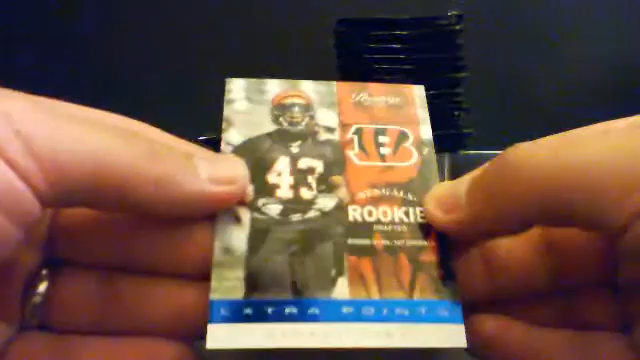 Prestige
B
BENGALS
43
ROOKIE
DRAFTED
EXTRA POINTS